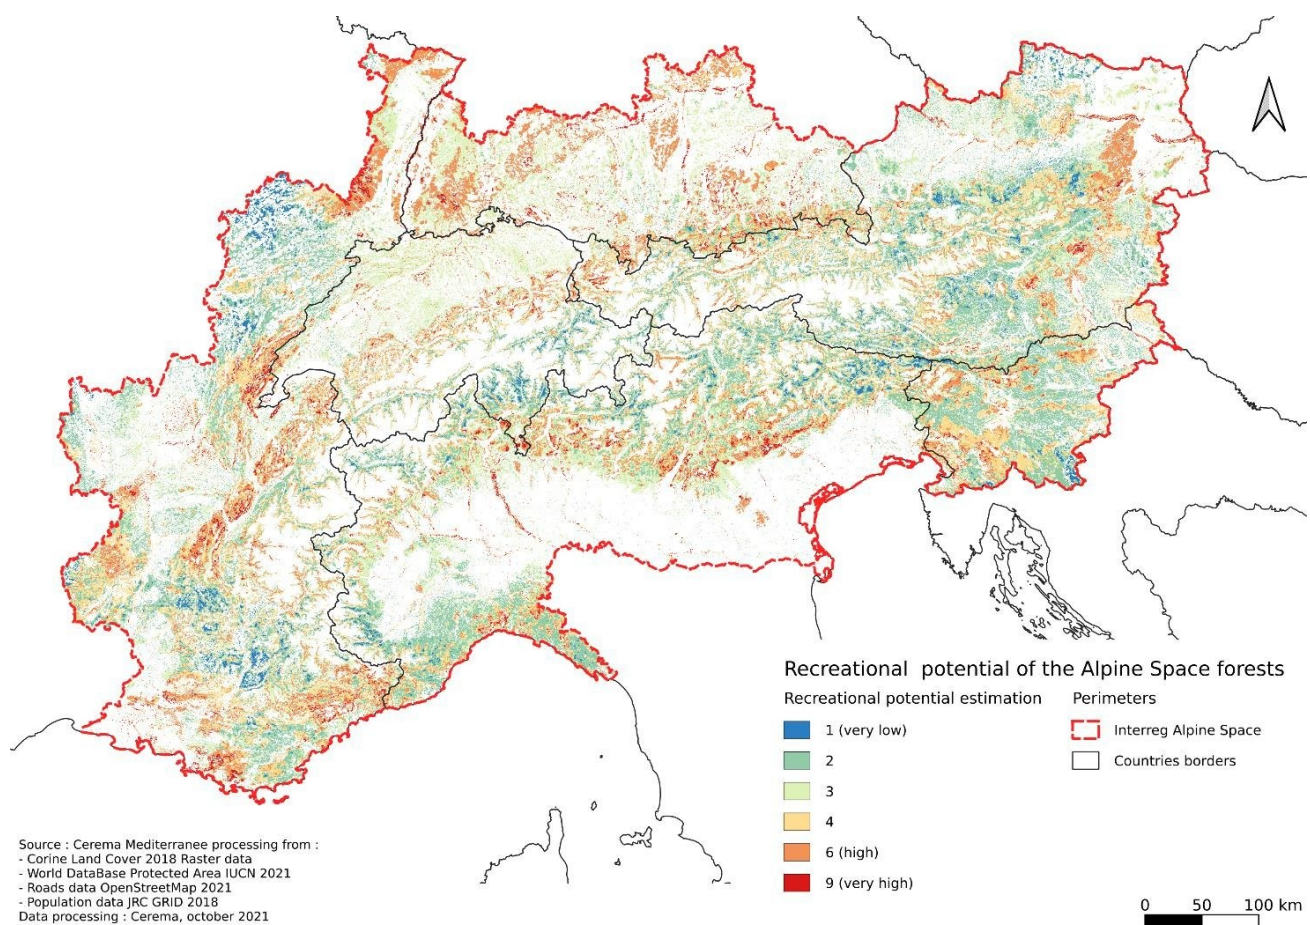 Recreational potential of the Alpine Space forests
Recreational potential estimation
1 (very low)
2
3
4
6 (high)
9 (very high)
Perimeters
Interreg Alpine Space
Countries borders
Source : Cerema Mediterranee processing from :
- Corine Land Cover 2018 Raster data
- World DataBase Protected Area IUCN 2021
- Roads data OpenStreetMap 2021
- Population data JRC GRID 2018
Data processing : Cerema, october 2021
0 50 100 km